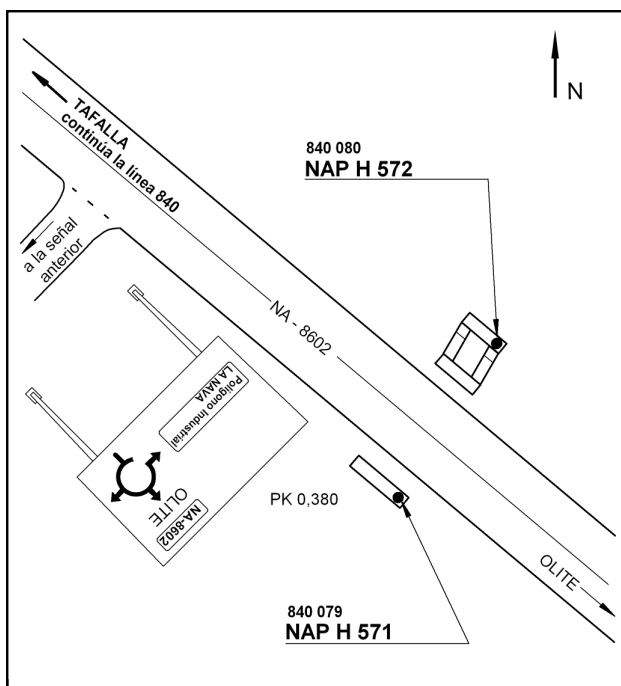 N
TAFALLA
continúa la línea 840
840 080
NAP H 572
a la señal
anterior
NA - 8602
Polígono Industrial
LA NAVA
OLITE
NA-8602
PK 0,380
OLITE
840 079
NAP H 571